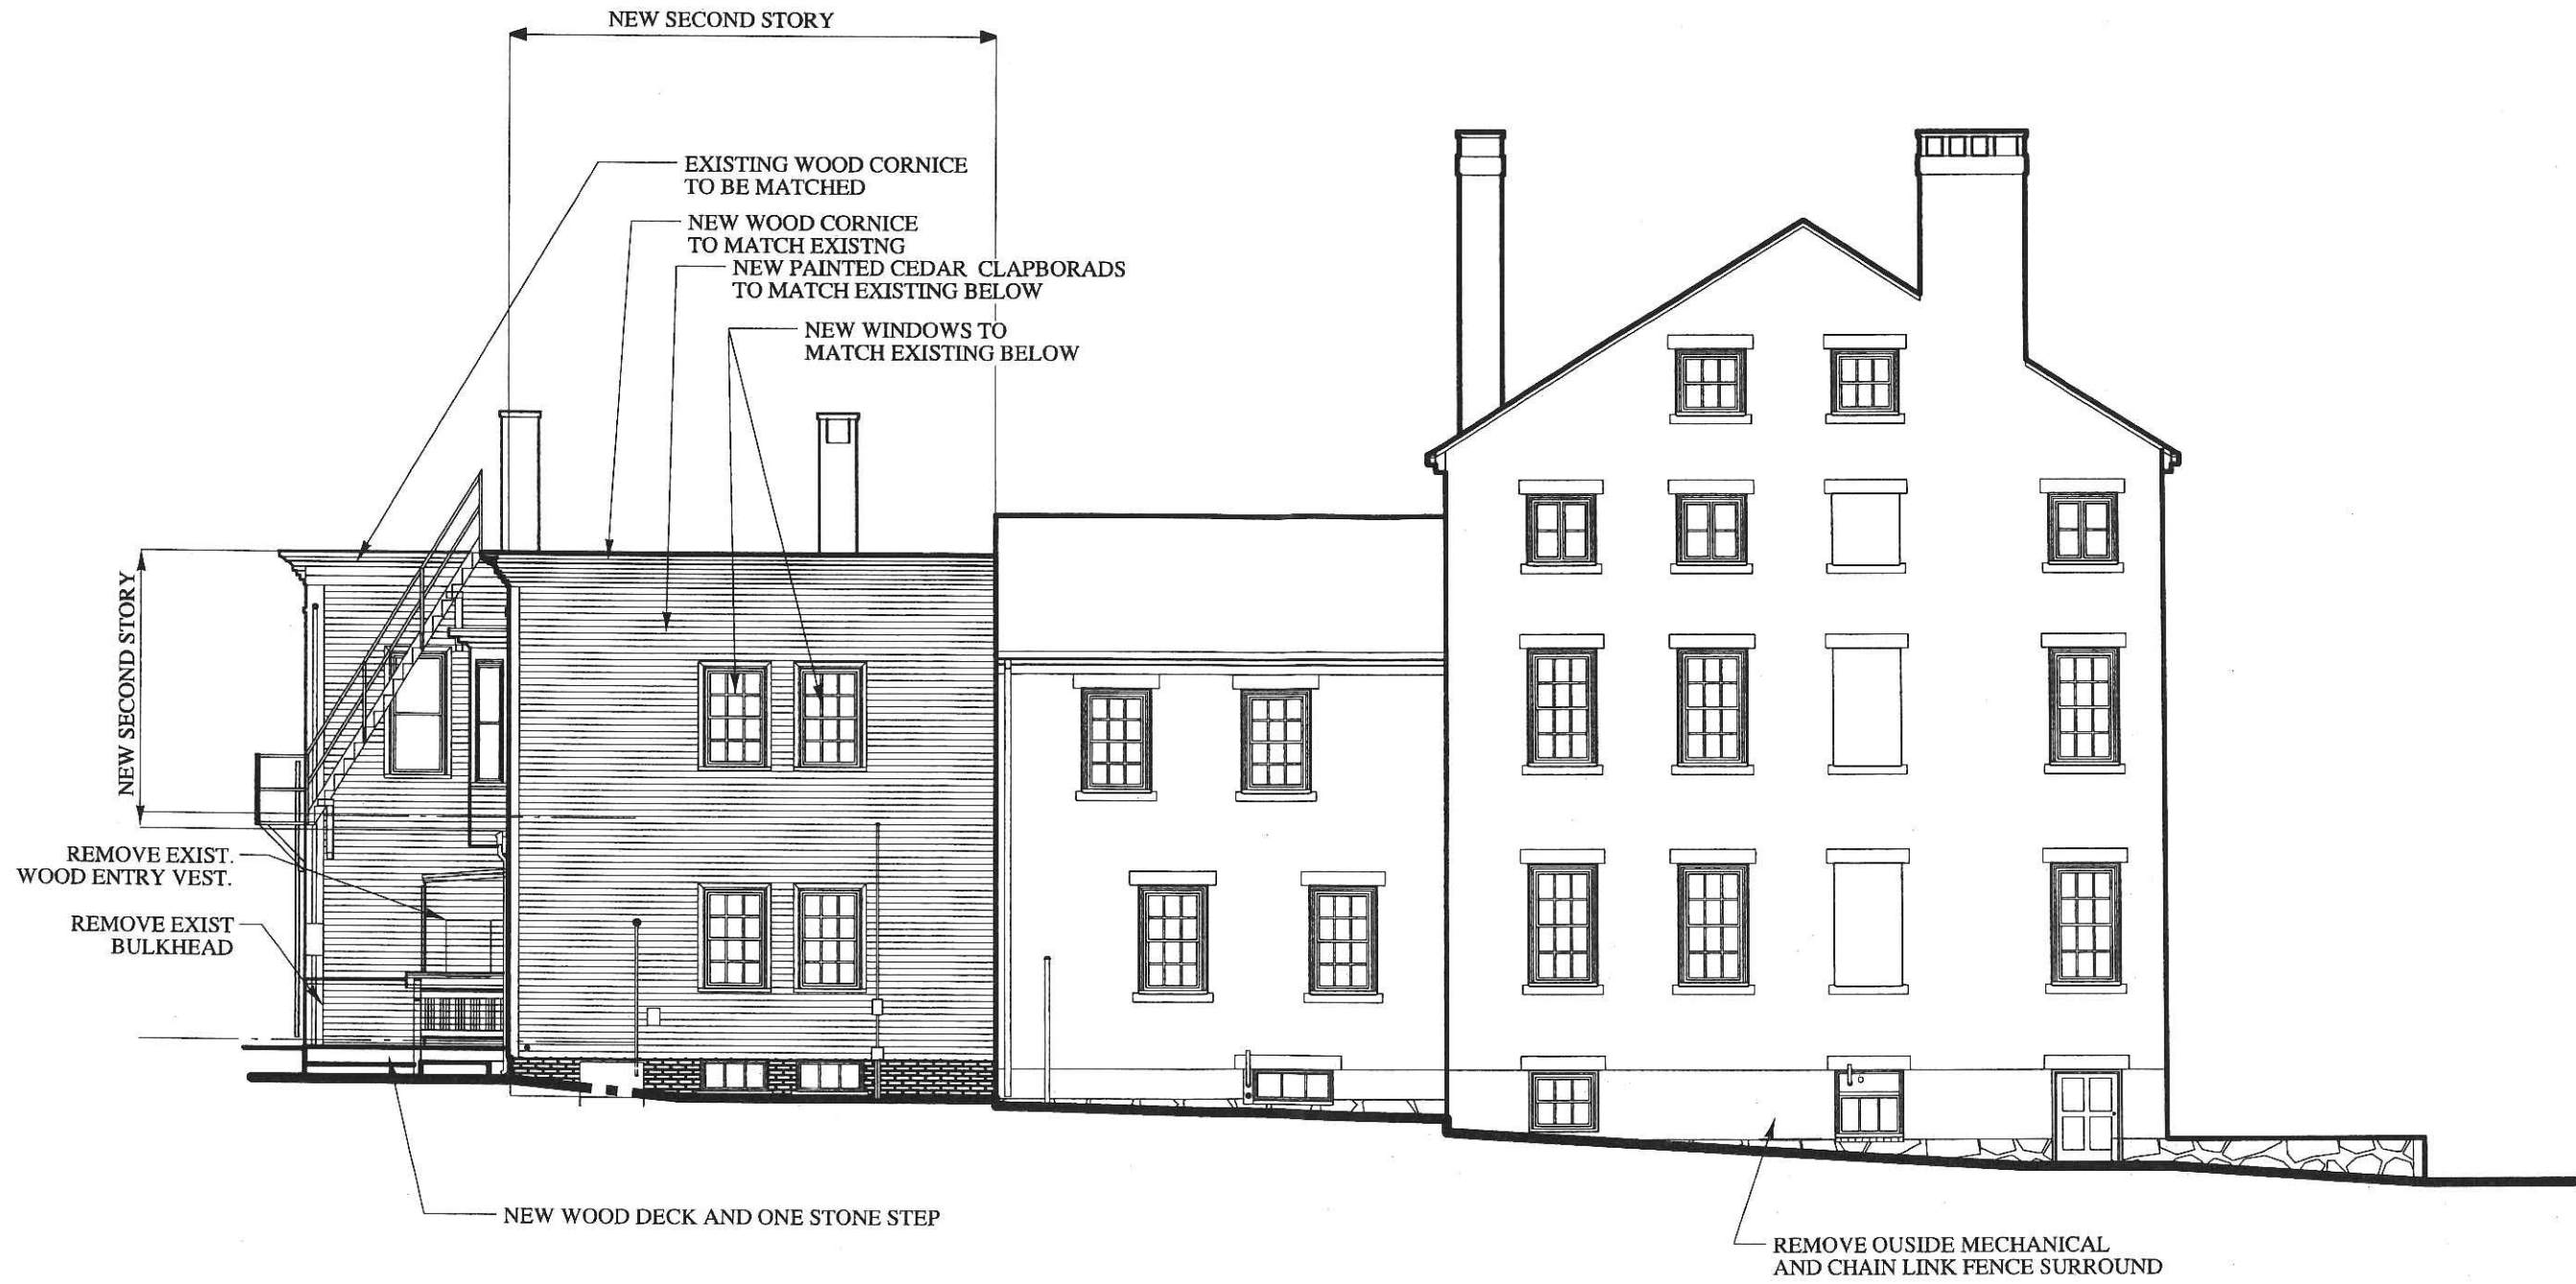 NEW SECOND STORY
EXISTING WOOD CORNICE
TO BE MATCHED
NEW WOOD CORNICE
TO MATCH EXISTNG
NEW PAINTED CEDAR CLAPBORADS
TO MATCH EXISTING BELOW
NEW WINDOWS TO
MATCH EXISTING BELOW
NEW SECOND STORY
REMOVE EXIST.
WOOD ENTRY VEST.
REMOVE EXIST
BULKHEAD
NEW WOOD DECK AND ONE STONE STEP
REMOVE OUSIDE MECHANICAL
AND CHAIN LINK FENCE SURROUND